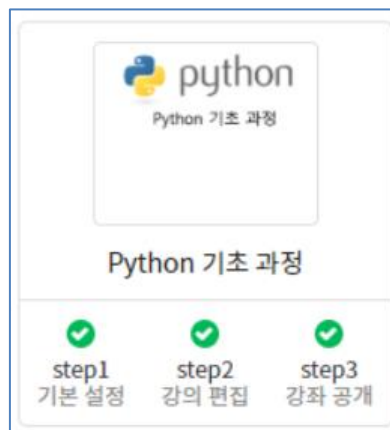 python
Python 기초 과정
Python 기초 과정
step1 step2 step3
기본 설정 강의 편집 강좌 공개